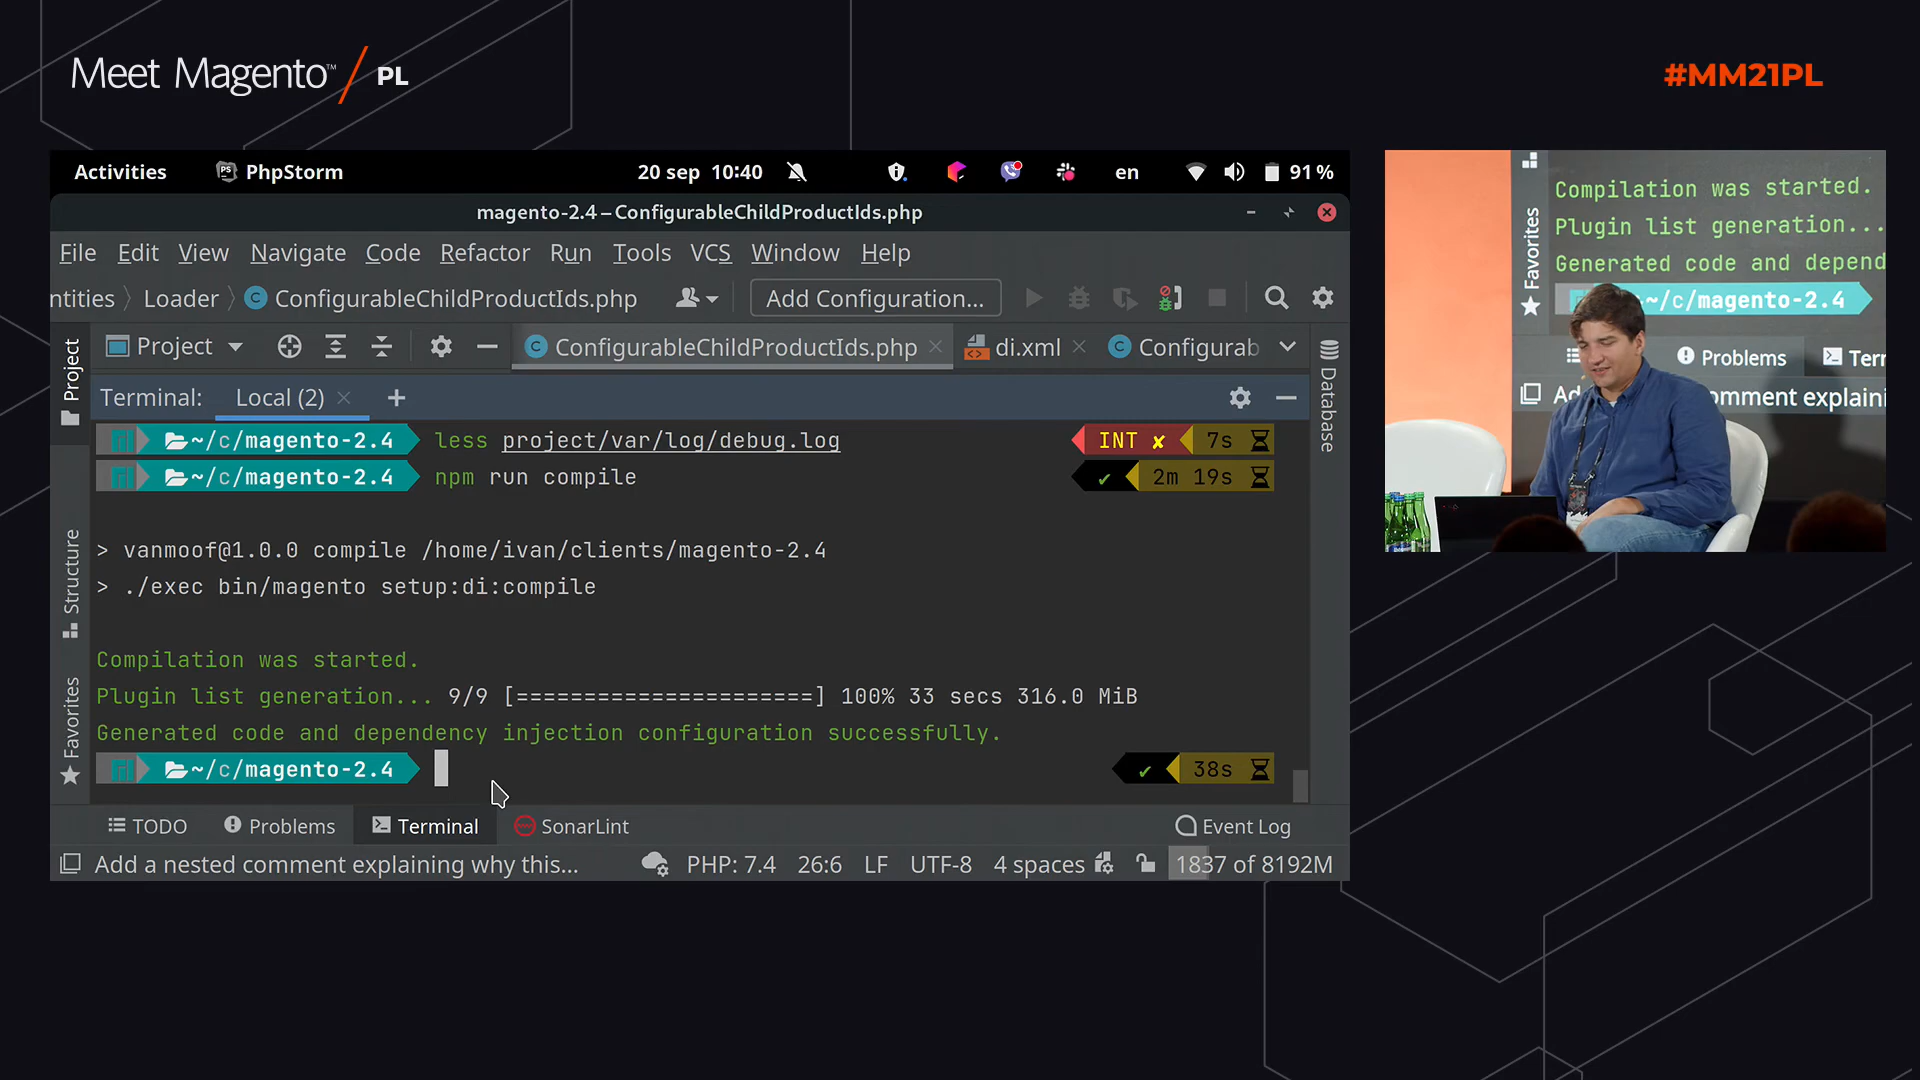 Meet Magento™ / PL
#MM21PL
Activities PhpStorm 20 sep 10:40 en 91 %
magento-2.4 – ConfigurableChildProductIds.php
File Edit View Navigate Code Refactor Run Tools VCS Window Help
ntities Loader ConfigurableChildProductIds.php Add Configuration...
Project ConfigurableChildProductIds.php di.xml Configurab
Project
Structure
Favorites
Database
Terminal: Local (2)
~/c/magento-2.4 less project/var/log/debug.log INT ✘ 7s
~/c/magento-2.4 npm run compile ✔ 2m 19s
> vanmoof@1.0.0 compile /home/ivan/clients/magento-2.4
> ./exec bin/magento setup:di:compile
Compilation was started.
Plugin list generation... 9/9 [======================] 100% 33 secs 316.0 MiB
Generated code and dependency injection configuration successfully.
~/c/magento-2.4 ✔ 38s
TODO Problems Terminal SonarLint Event Log
Add a nested comment explaining why this... PHP: 7.4 26:6 LF UTF-8 4 spaces 1837 of 8192M
Compilation was started.
Plugin list generation...
Generated code and depend
~/c/magento-2.4
Favorites
Problems Ter
Ad omment explaini